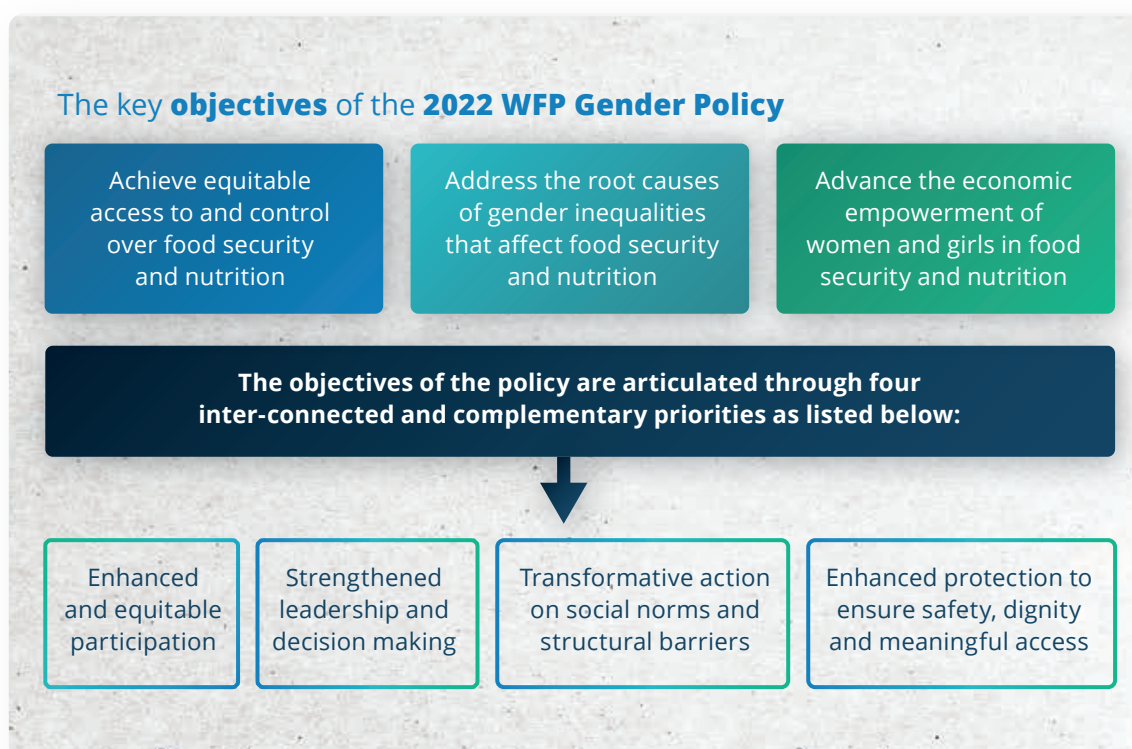 The key objectives of the 2022 WFP Gender Policy
Achieve equitable
access to and control
over food security
and nutrition
Address the root causes
of gender inequalities
that affect food security
and nutrition
Advance the economic
empowerment of
women and girls in food
security and nutrition
The objectives of the policy are articulated through four
inter-connected and complementary priorities as listed below:
Enhanced
and equitable
participation
Strengthened
leadership and
decision making
Transformative action
on social norms and
structural barriers
Enhanced protection to
ensure safety, dignity
and meaningful access